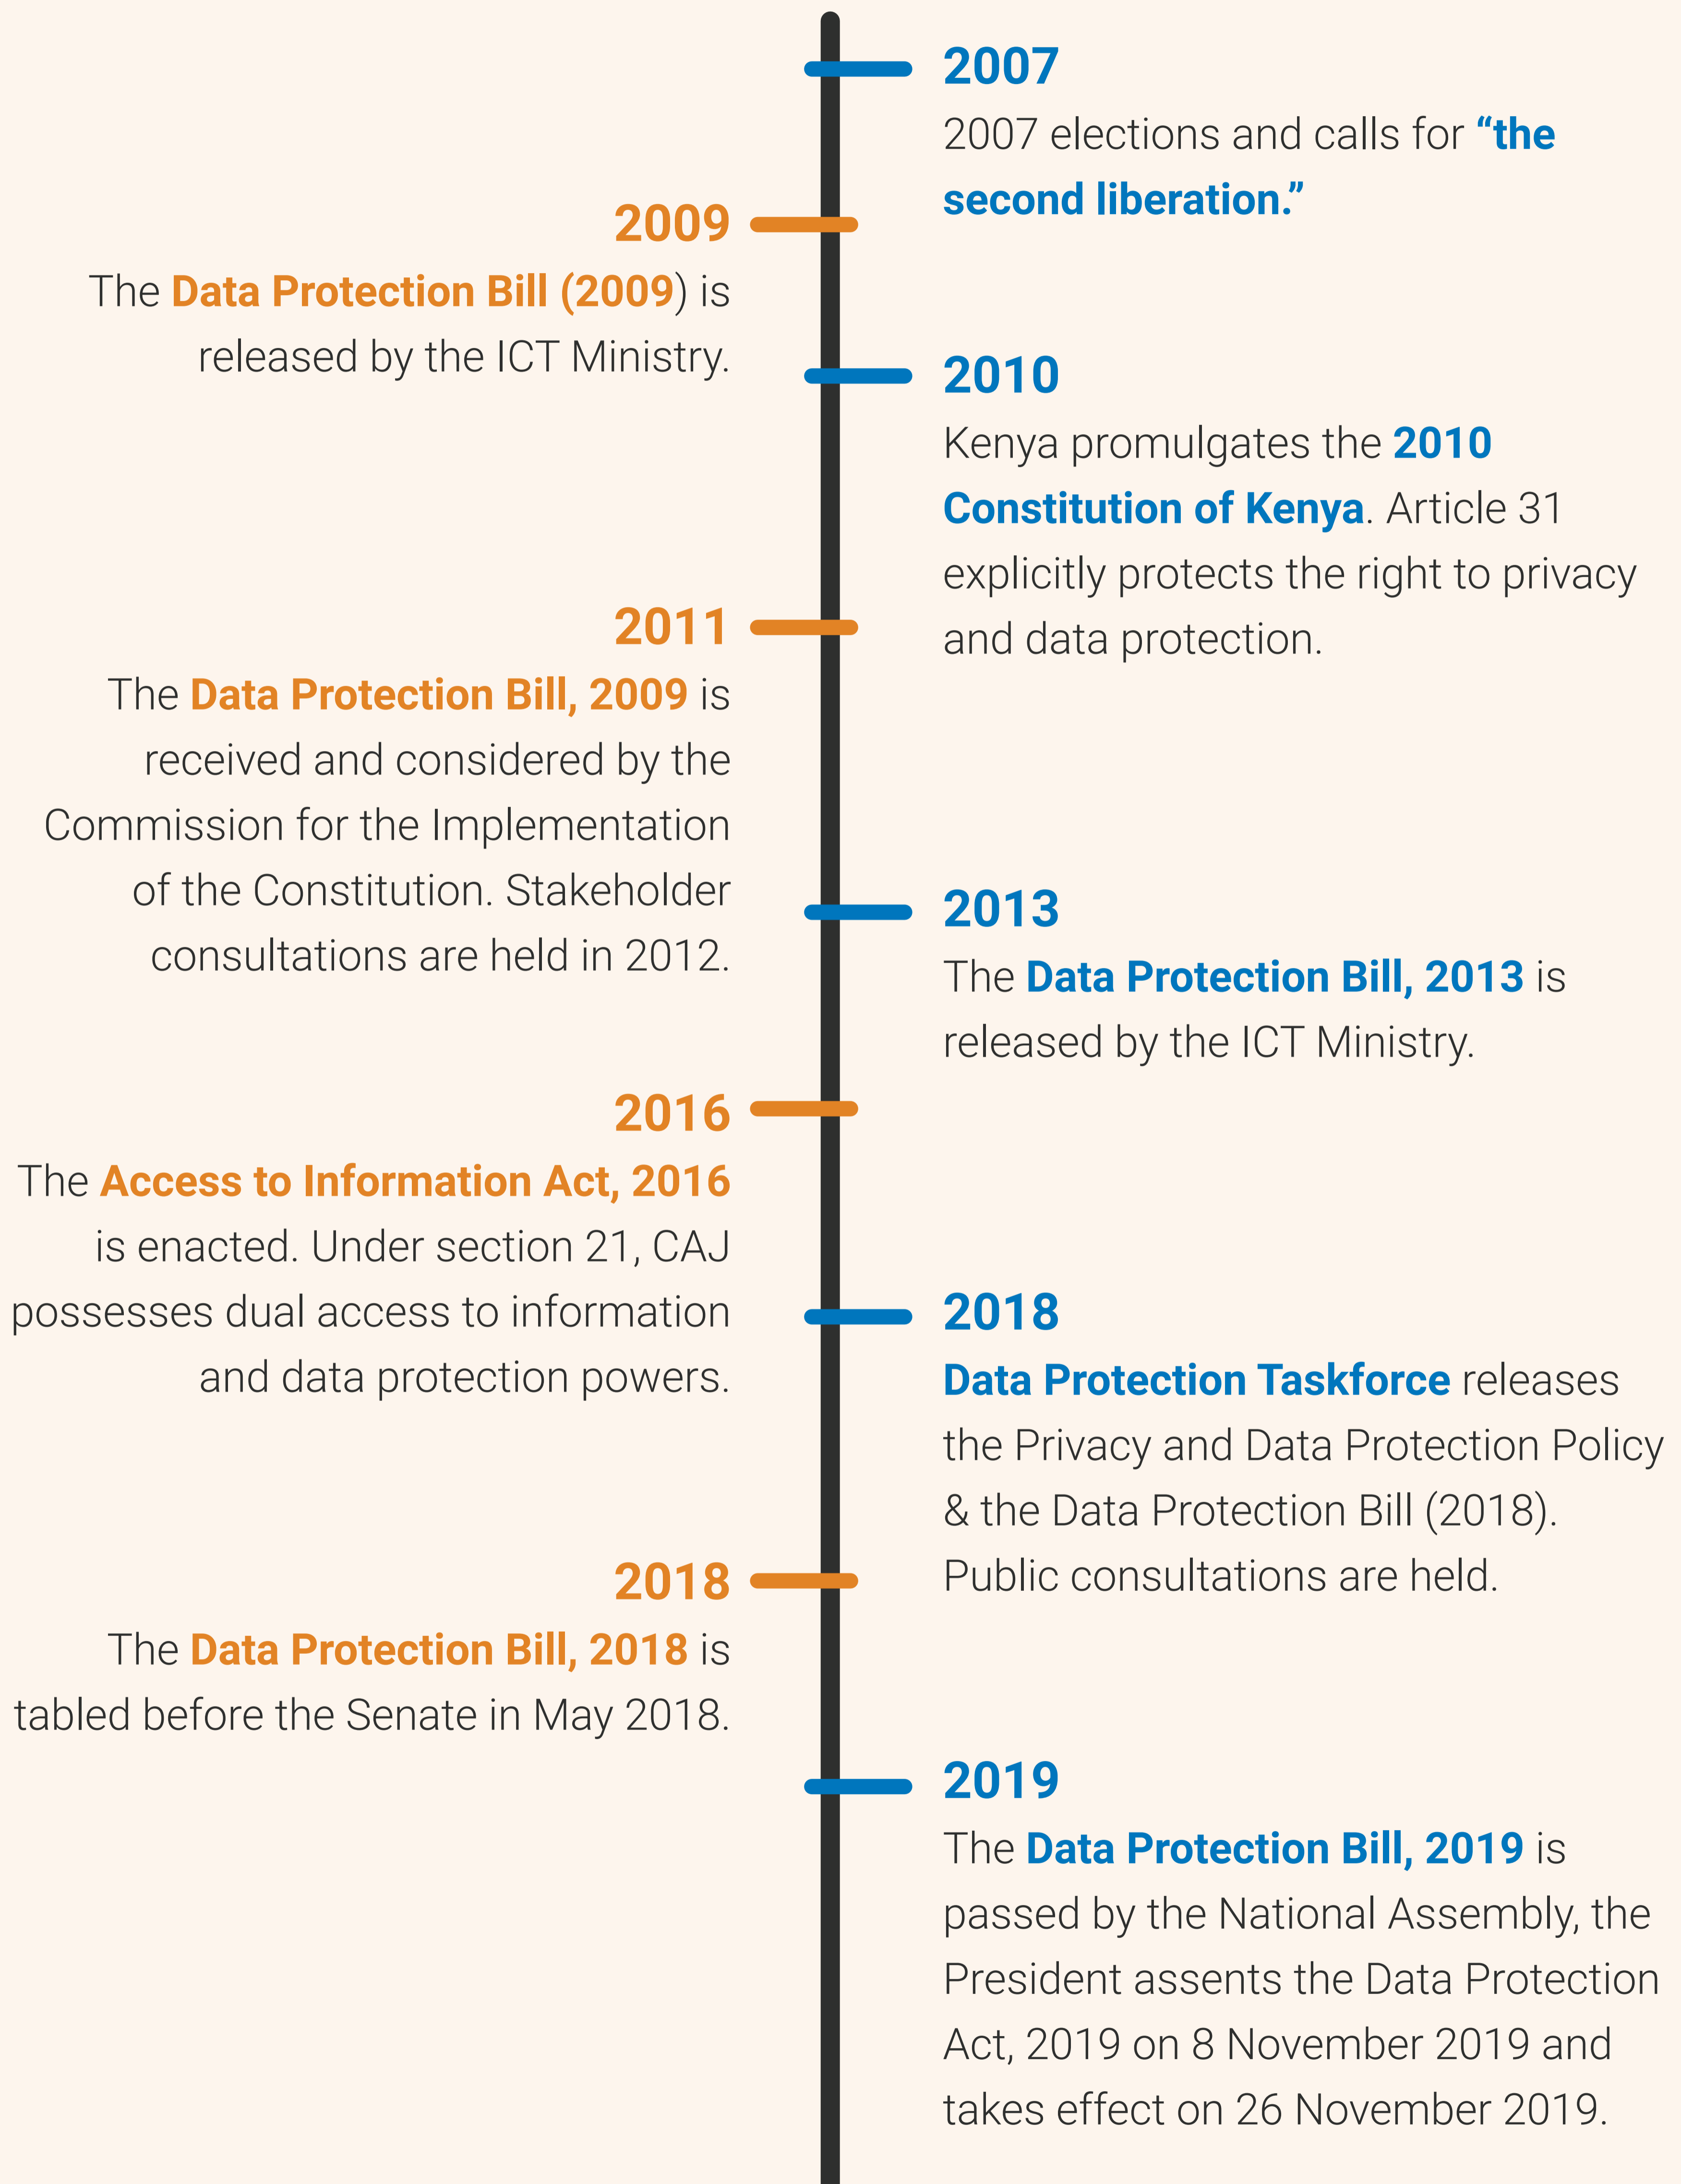 2007
2007 elections and calls for “the
second liberation.”
2009
The Data Protection Bill (2009) is
released by the ICT Ministry.
2010
Kenya promulgates the 2010
Constitution of Kenya. Article 31
explicitly protects the right to privacy
and data protection.
2011
The Data Protection Bill, 2009 is
received and considered by the
Commission for the Implementation
of the Constitution. Stakeholder
consultations are held in 2012.
2013
The Data Protection Bill, 2013 is
released by the ICT Ministry.
2016
The Access to Information Act, 2016
is enacted. Under section 21, CAJ
possesses dual access to information
and data protection powers.
2018
Data Protection Taskforce releases
the Privacy and Data Protection Policy
& the Data Protection Bill (2018).
Public consultations are held.
2018
The Data Protection Bill, 2018 is
tabled before the Senate in May 2018.
2019
The Data Protection Bill, 2019 is
passed by the National Assembly, the
President assents the Data Protection
Act, 2019 on 8 November 2019 and
takes effect on 26 November 2019.